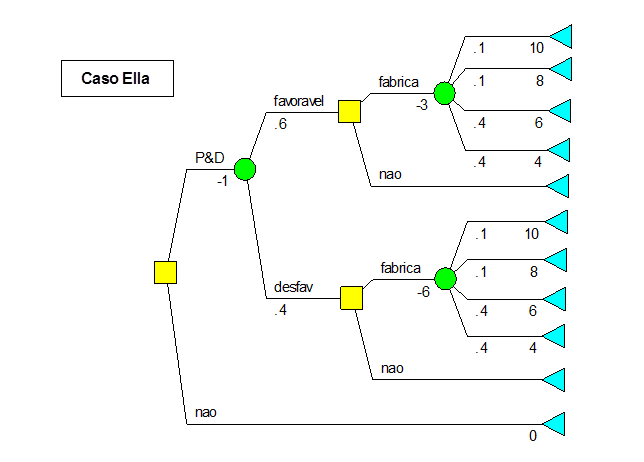 Caso Ella
.1 10
fabrica .1 8
-3
favoravel .4 6
.6
.4 4
P&D nao
-1
.1 10
fabrica .1 8
-6
desfav .4 6
.4
.4 4
nao
nao
0